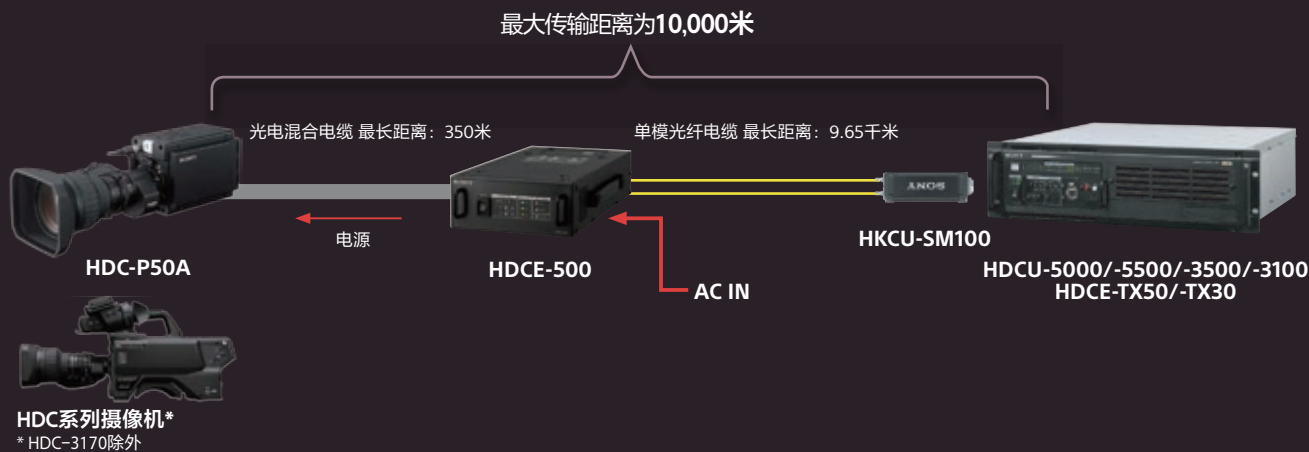 最大传输距离为10,000米
光电混合电缆 最长距离：350米
单模光纤电缆 最长距离：9.65千米
SONY
电源
HDC-P50A
HDCE-500
AC IN
HKCU-SM100
HDCU-5000/-5500/-3500/-3100
HDCE-TX50/-TX30
HDC系列摄像机*
* HDC-3170除外